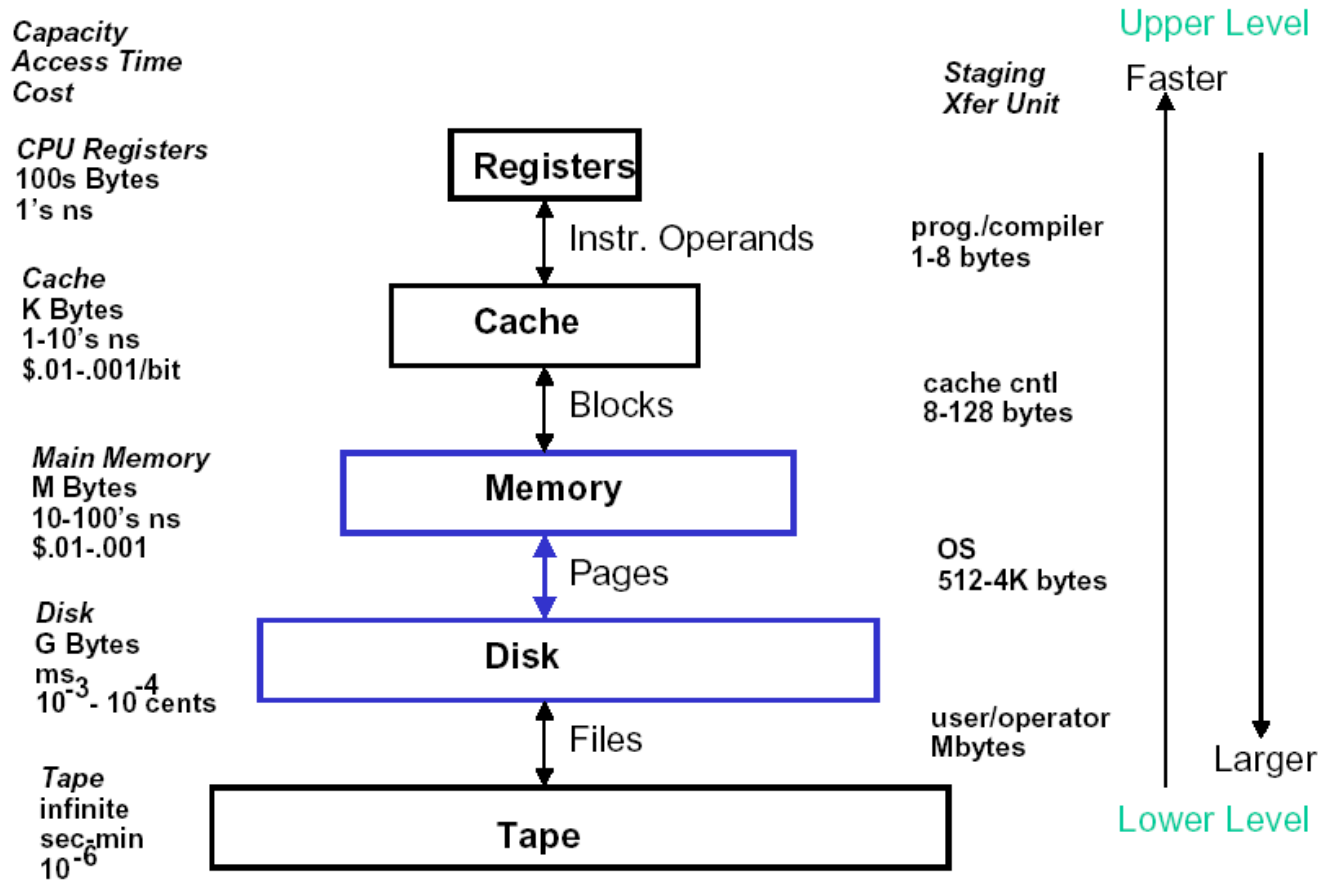 Capacity
Access Time
Cost
Staging
Xfer Unit
Upper Level
Faster
CPU Registers
100s Bytes
1's ns
Registers
Instr. Operands
prog./compiler
1-8 bytes
Cache
K Bytes
1-10's ns
$.01-.001/bit
Cache
Blocks
cache cntl
8-128 bytes
Main Memory
M Bytes
10-100's ns
$.01-.001
Memory
Pages
OS
512-4K bytes
Disk
G Bytes
ms
10^-3 - 10^-4 cents
Disk
Files
user/operator
Mbytes
Larger
Tape
infinite
sec-min
10^-6
Tape
Lower Level